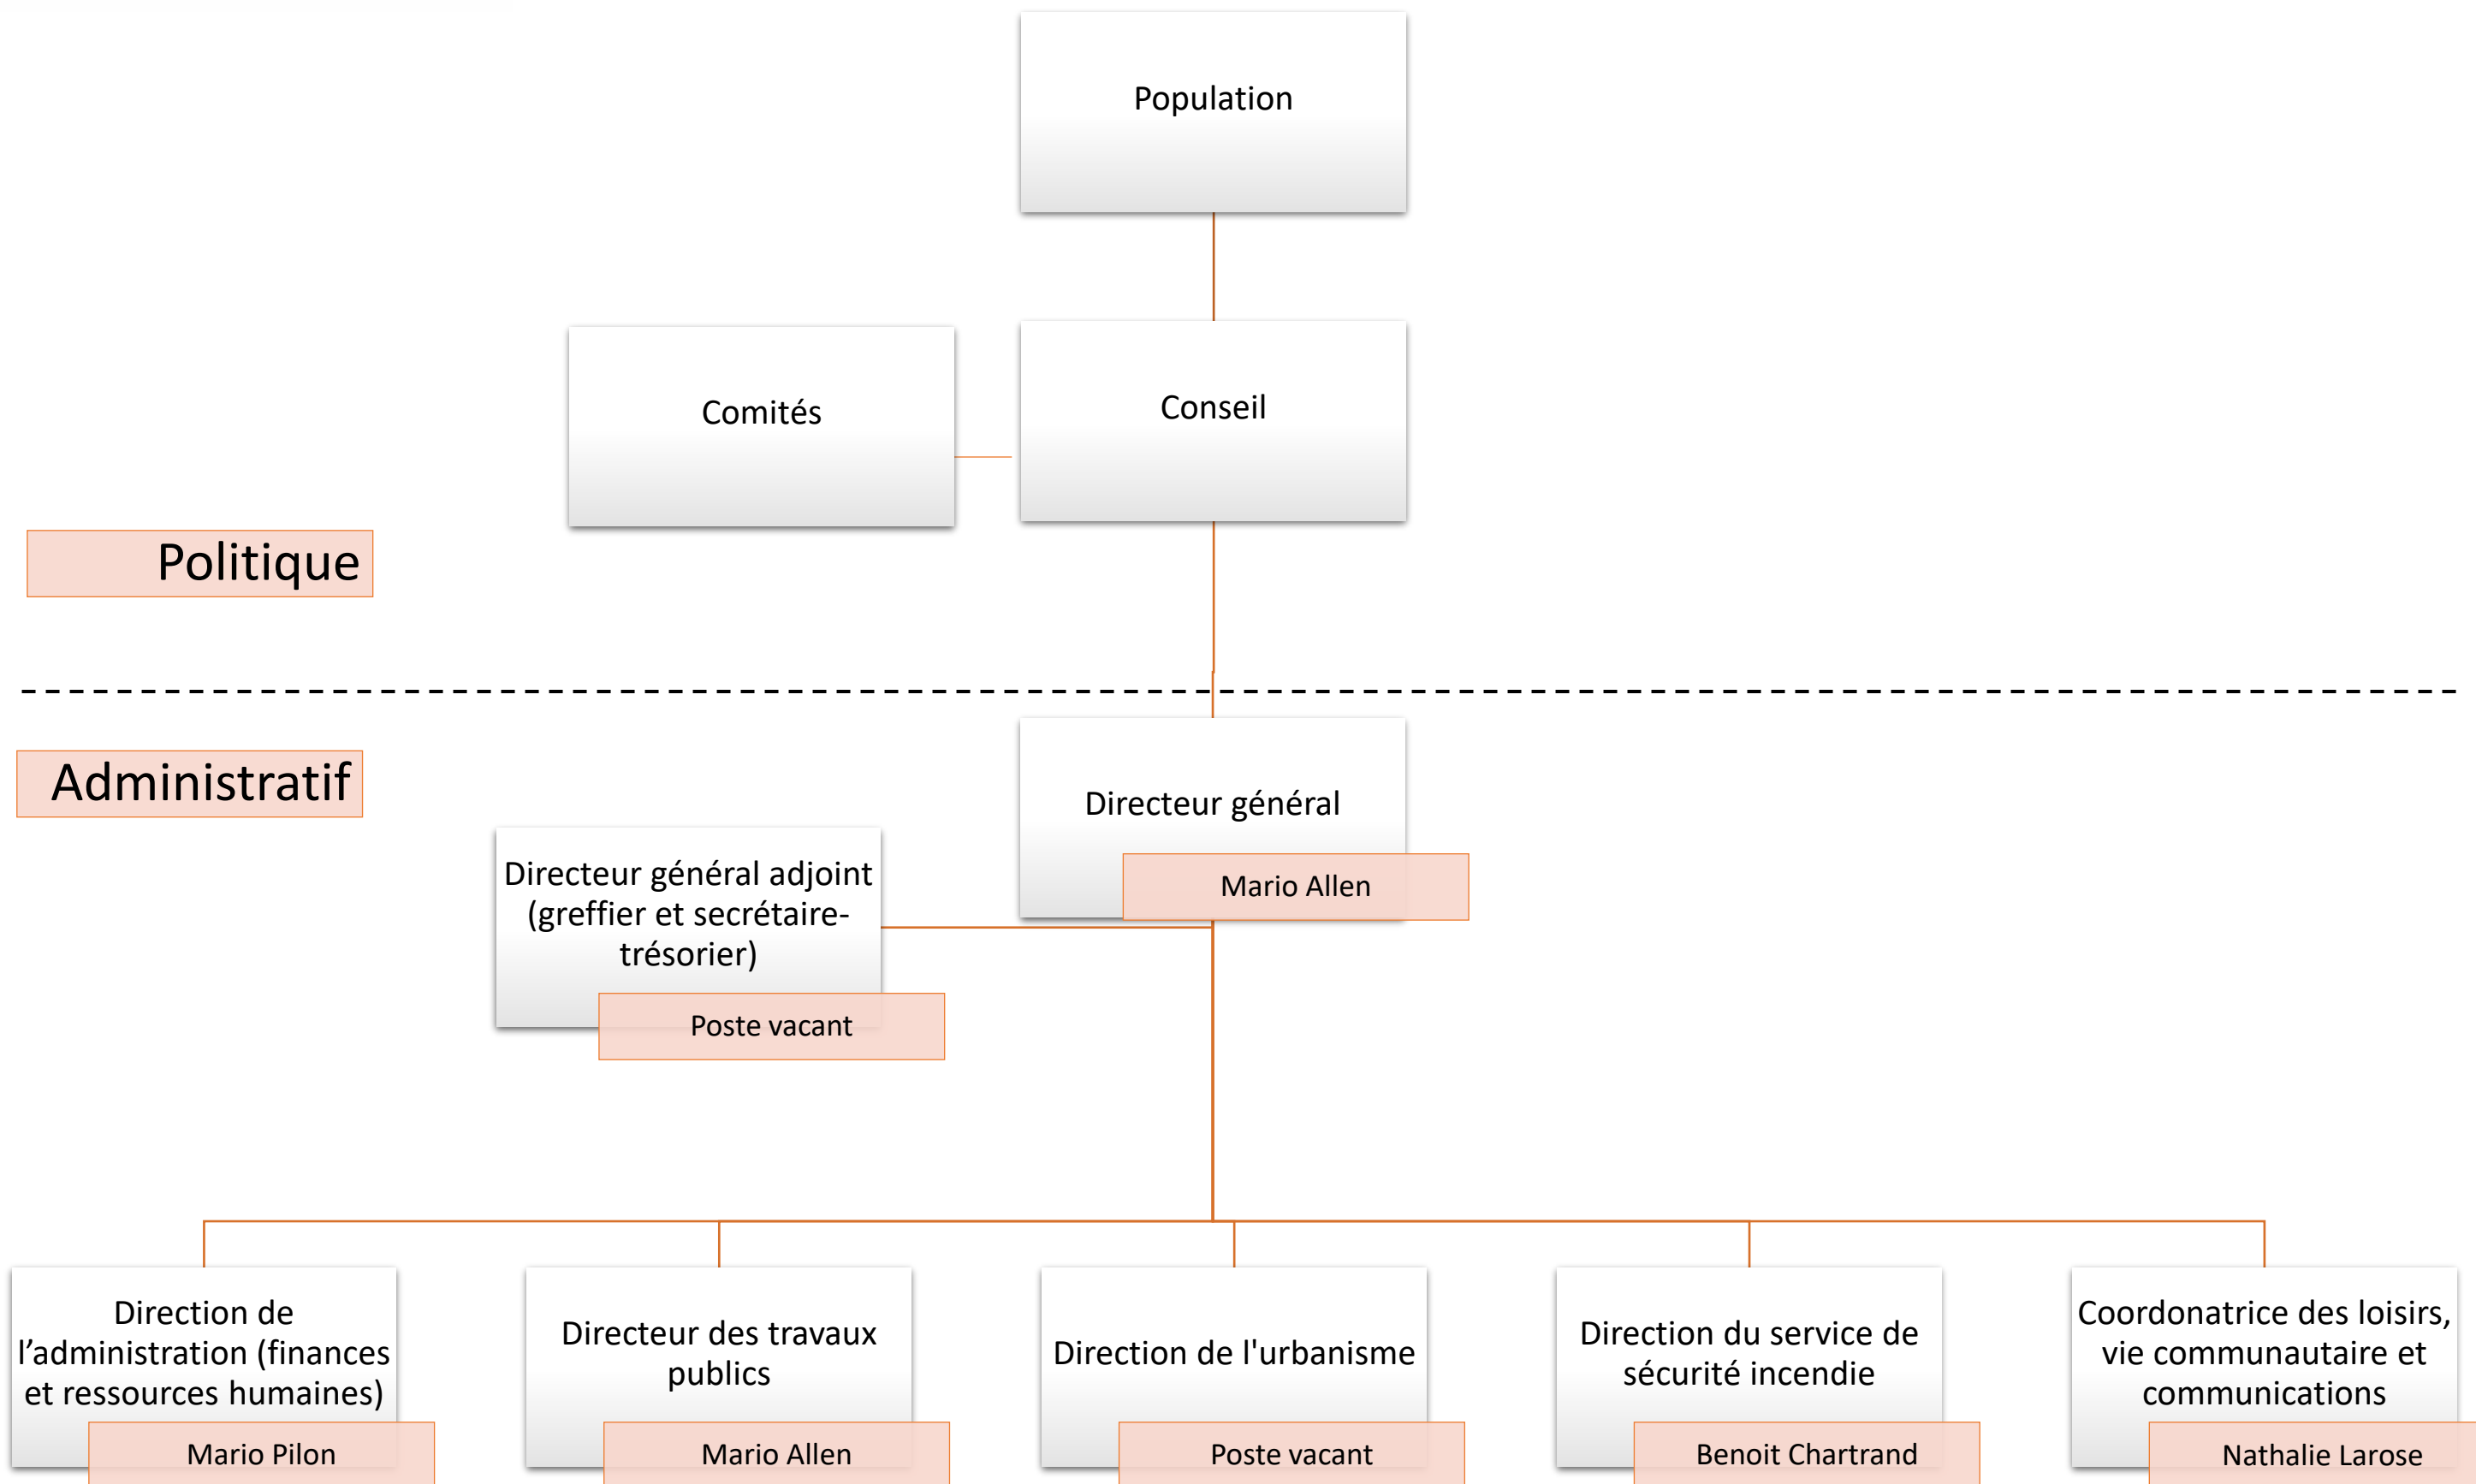 Population
Comités
Conseil
Politique
Administratif
Directeur général
Mario Allen
Directeur général adjoint
(greffier et secrétaire-
trésorier)
Poste vacant
Direction de
l’administration (finances
et ressources humaines)
Mario Pilon
Directeur des travaux
publics
Mario Allen
Direction de l'urbanisme
Poste vacant
Direction du service de
sécurité incendie
Benoit Chartrand
Coordonatrice des loisirs,
vie communautaire et
communications
Nathalie Larose